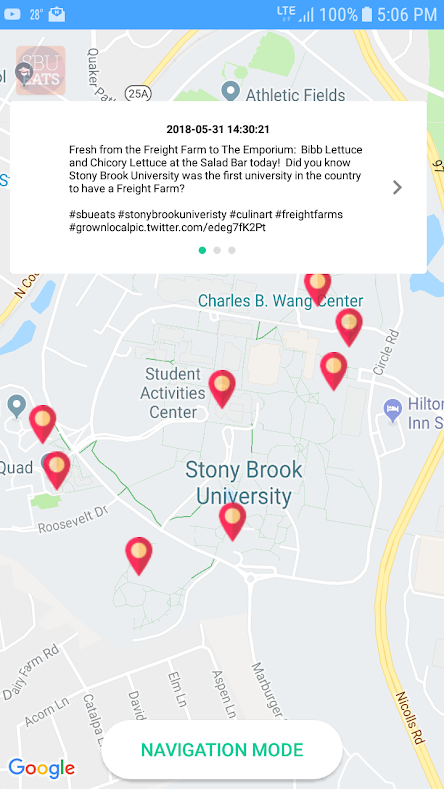 28° LTE 100% 5:06 PM
SBU
EATS
Quaker Pat
25A
Athletic Fields
97
2018-05-31 14:30:21
Fresh from the Freight Farm to The Emporium:  Bibb Lettuce
and Chicory Lettuce at the Salad Bar today!  Did you know
Stony Brook University was the first university in the country
to have a Freight Farm?
#sbueats #stonybrookuniveristy #culinart #freightfarms
#grownlocalpic.twitter.com/edeg7fK2Pt
N Cou
Charles B. Wang Center
Circle Rd
Student
Activities
Center
Hilton
Inn S
Quad
Stony Brook
University
Roosevelt Dr
Dairy Farm Rd
Acorn Ln
Catalpa L
David
Elm Ln
Aspen Ln
Marburger
Nicolls Rd
NAVIGATION MODE
Google